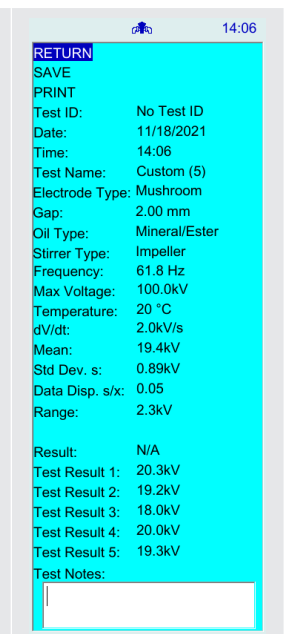 14:06
RETURN
SAVE
PRINT
Test ID: No Test ID
Date: 11/18/2021
Time: 14:06
Test Name: Custom (5)
Electrode Type: Mushroom
Gap: 2.00 mm
Oil Type: Mineral/Ester
Stirrer Type: Impeller
Frequency: 61.8 Hz
Max Voltage: 100.0kV
Temperature: 20 °C
dV/dt: 2.0kV/s
Mean: 19.4kV
Std Dev. s: 0.89kV
Data Disp. s/x: 0.05
Range: 2.3kV
Result: N/A
Test Result 1: 20.3kV
Test Result 2: 19.2kV
Test Result 3: 18.0kV
Test Result 4: 20.0kV
Test Result 5: 19.3kV
Test Notes: